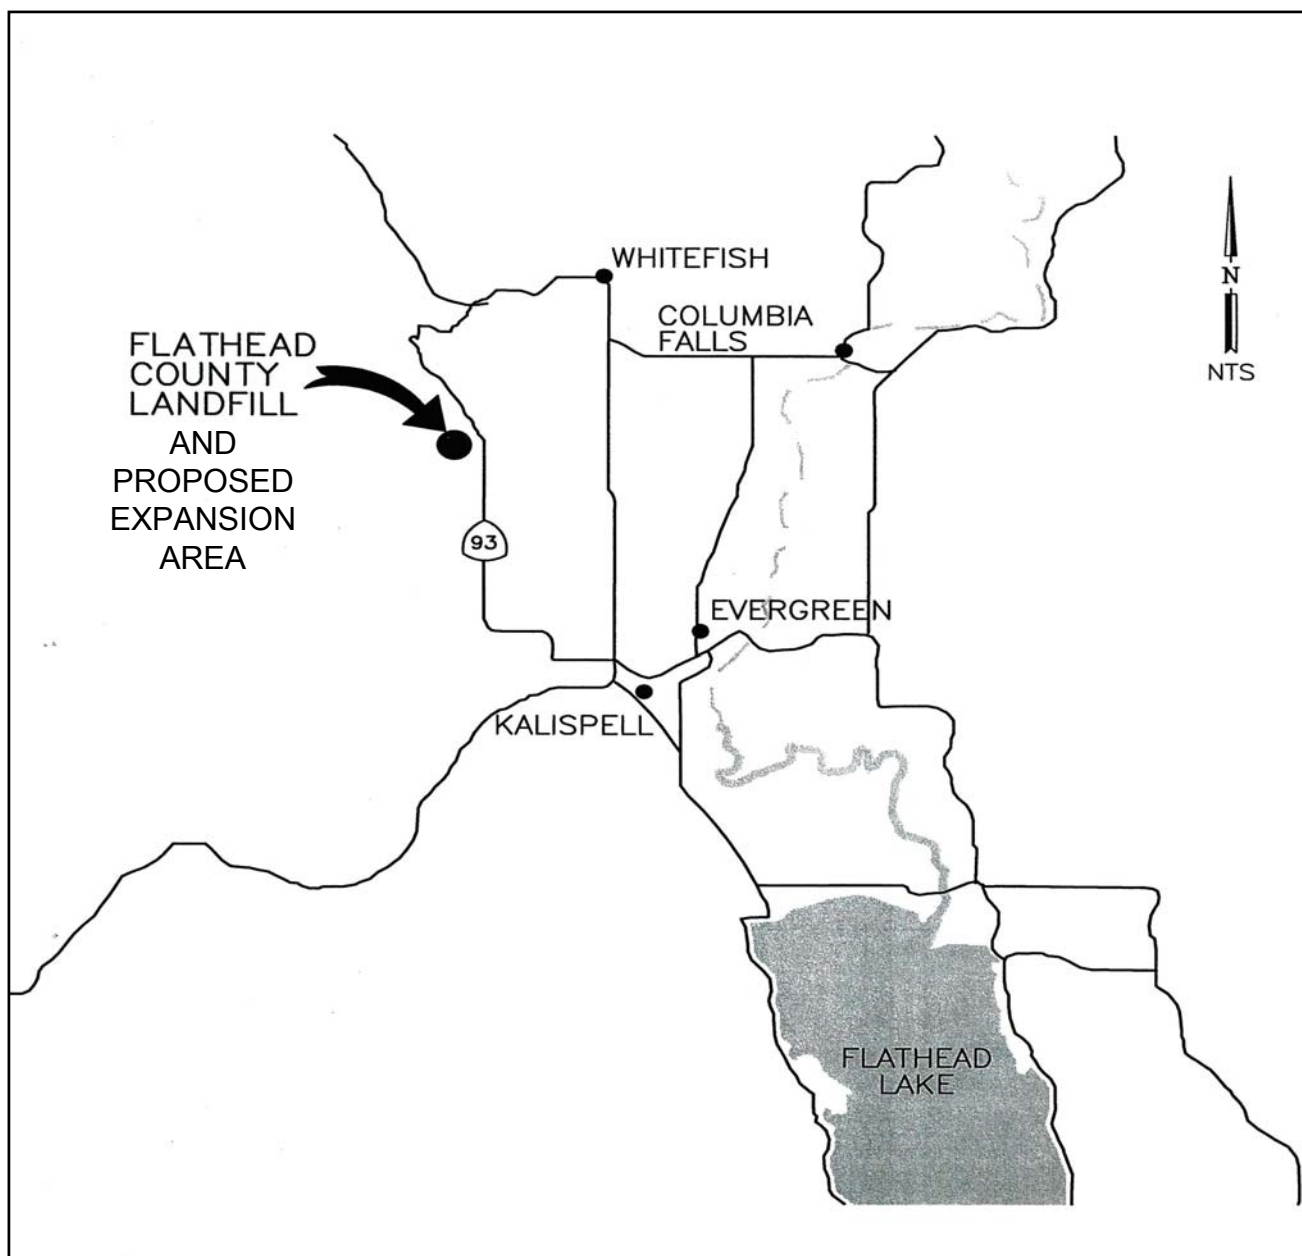 WHITEFISH
COLUMBIA
FALLS
N
NTS
FLATHEAD
COUNTY
LANDFILL
AND
PROPOSED
EXPANSION
AREA
93
EVERGREEN
KALISPELL
FLATHEAD
LAKE